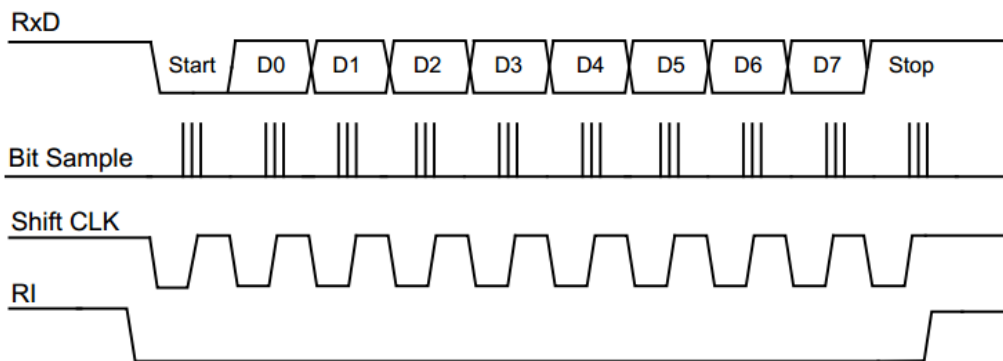 RxD
Start D0 D1 D2 D3 D4 D5 D6 D7 Stop
Bit Sample
Shift CLK
RI